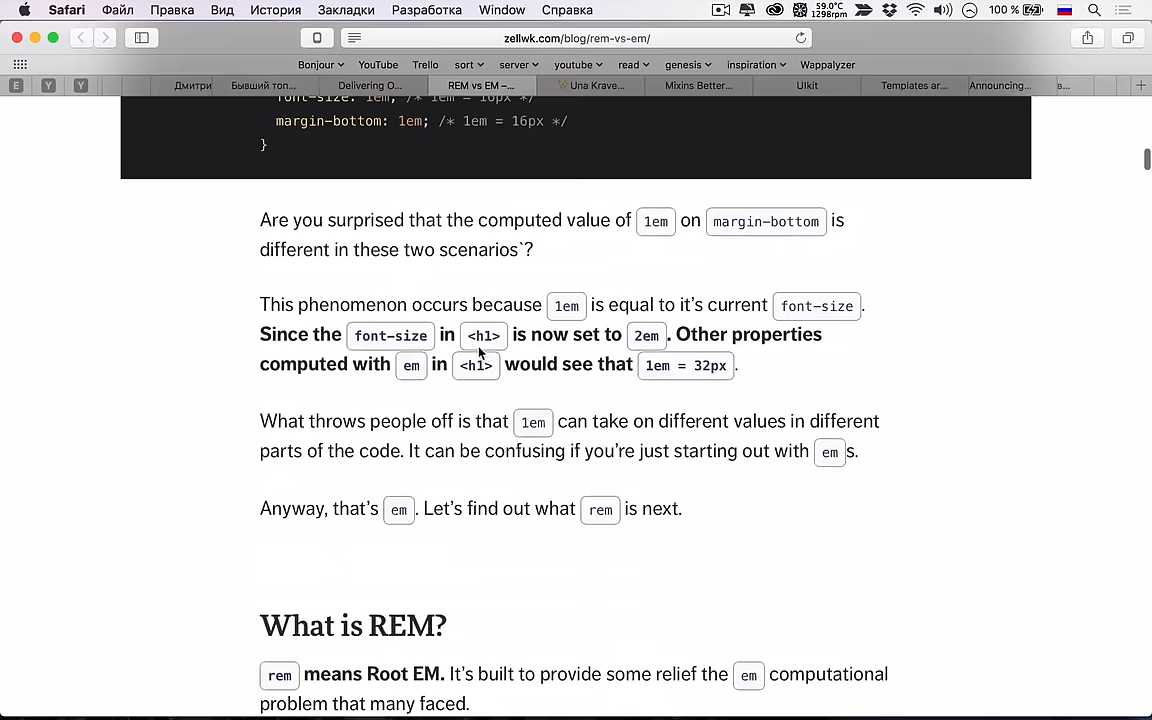 Safari Файл Правка Вид История Закладки Разработка Window Справка 59.0°C 1298rpm 100 %
zellwk.com/blog/rem-vs-em/
Bonjour YouTube Trello sort server youtube read genesis inspiration Wappalyzer
E Y Y Дмитри Бывший топ... Delivering O... REM vs EM –... ✨ Una Krave... Mixins Better... UIkit Templates ar... Announcing... в...
font-size: 1em; /* 1em = 16px */
margin-bottom: 1em; /* 1em = 16px */
}
Are you surprised that the computed value of 1em on margin-bottom is
different in these two scenarios`?
This phenomenon occurs because 1em is equal to it’s current font-size.
Since the font-size in <h1> is now set to 2em. Other properties
computed with em in <h1> would see that 1em = 32px.
What throws people off is that 1em can take on different values in different
parts of the code. It can be confusing if you’re just starting out with ems.
Anyway, that’s em. Let’s find out what rem is next.
What is REM?
rem means Root EM. It’s built to provide some relief the em computational
problem that many faced.